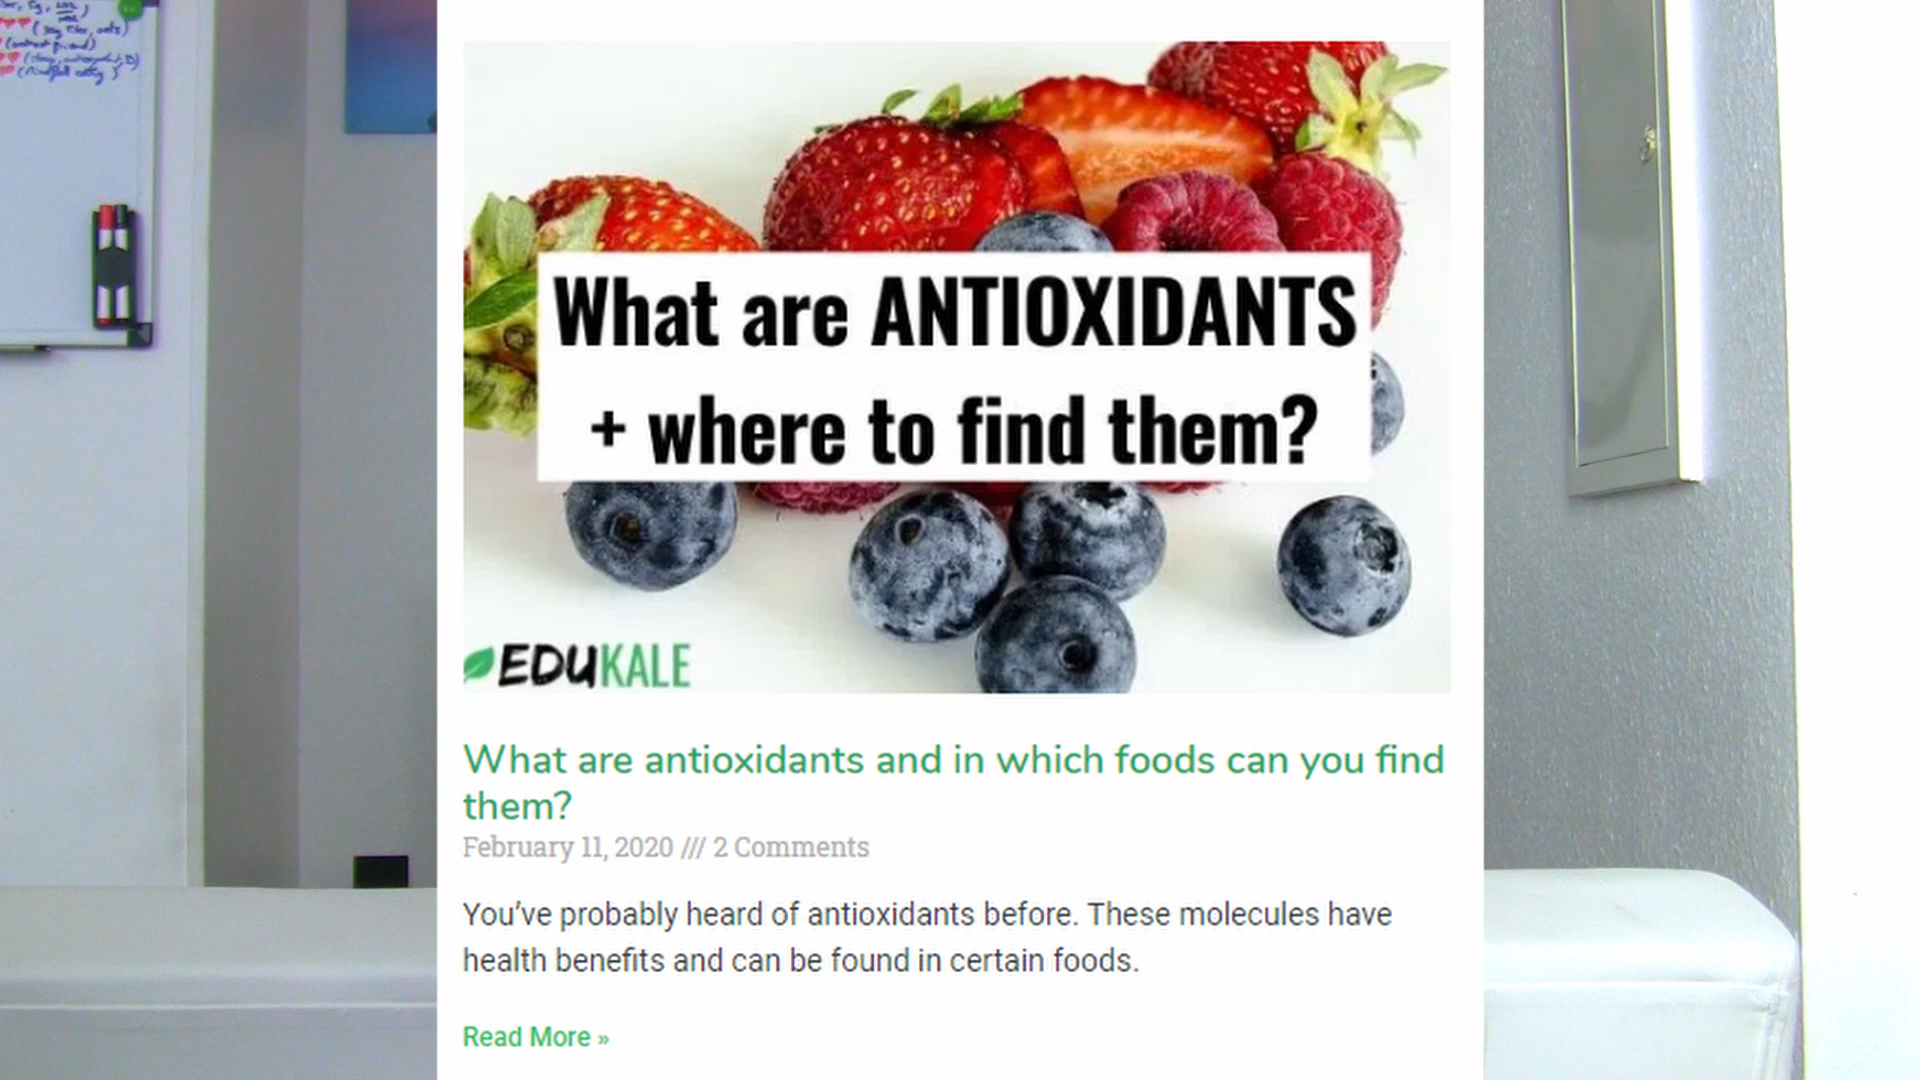 What are ANTIOXIDANTS
+ where to find them?
EDUKALE
What are antioxidants and in which foods can you find
them?
February 11, 2020 /// 2 Comments
You've probably heard of antioxidants before. These molecules have
health benefits and can be found in certain foods.
Read More »